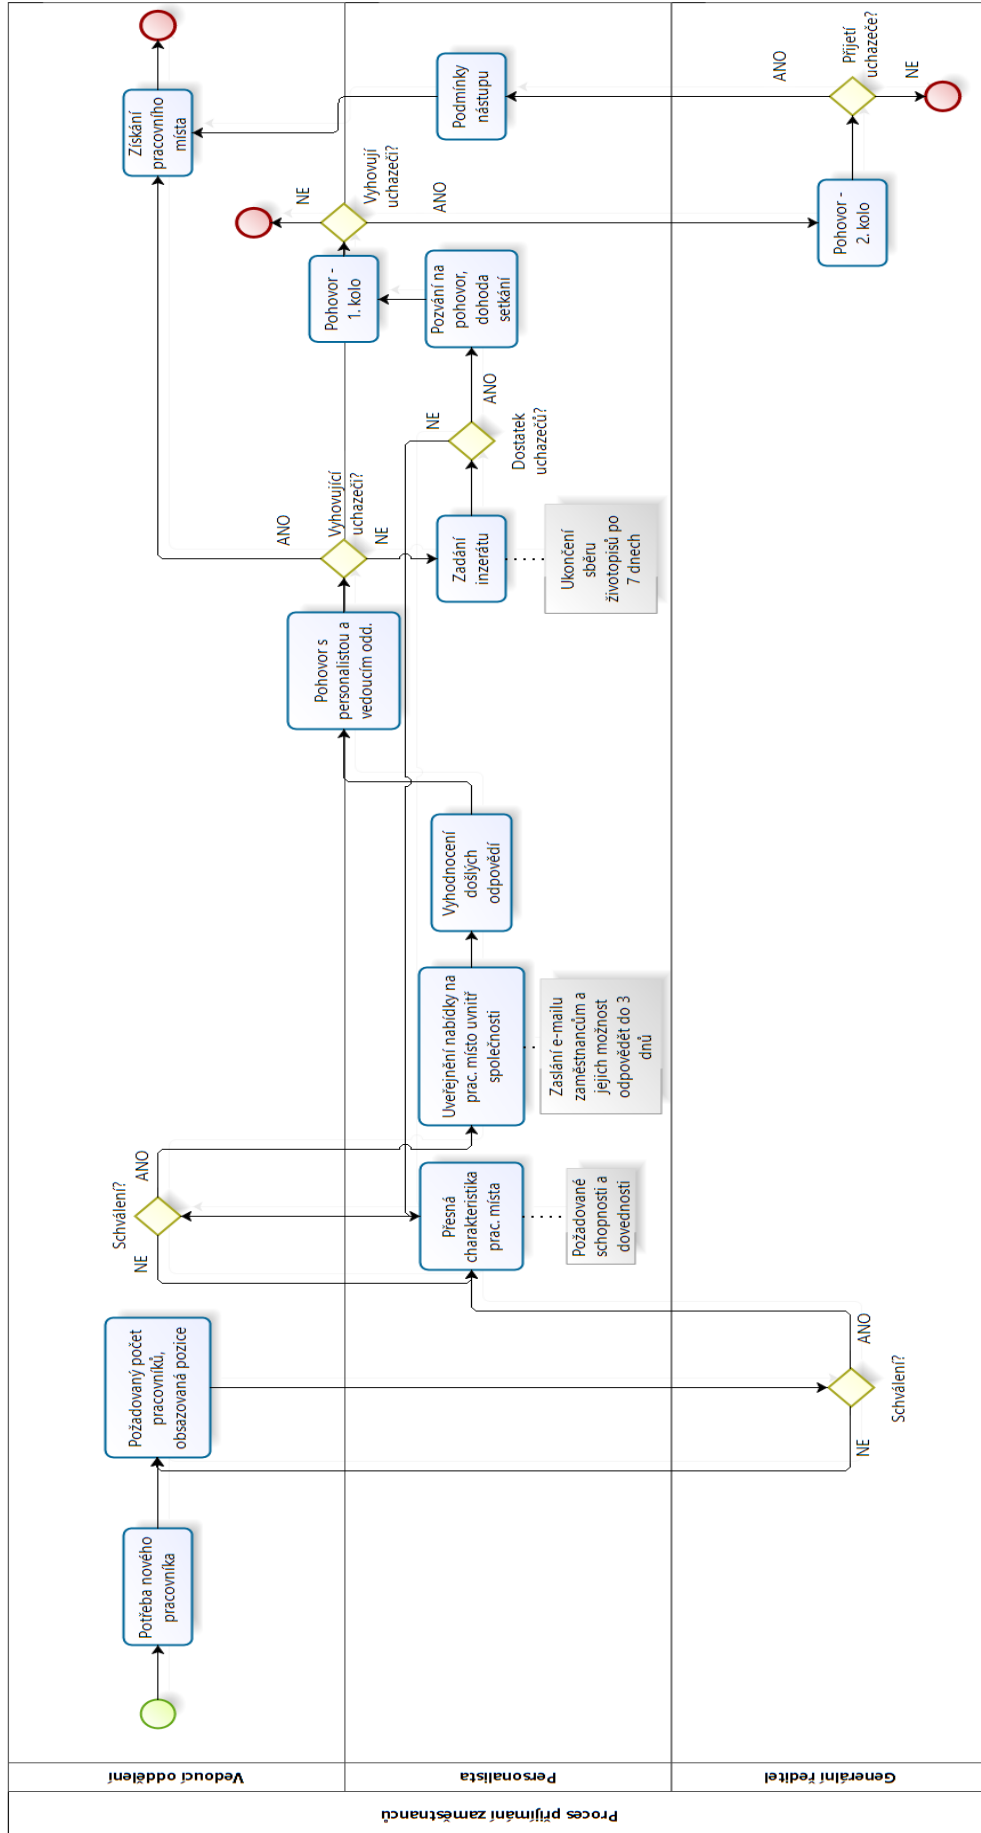 Proces přijímání zaměstnanců
Vedoucí oddělení
Personalista
Generální ředitel
Potřeba nového
pracovníka
Požadovaný počet
pracovníků,
obsazovaná pozice
Schválení?
NE
ANO
Schválení?
NE
ANO
Přesná
charakteristika
prac. místa
Požadované
schopnosti a
dovednosti
Uveřejnění nabídky na
prac. místo uvnitř
společnosti
Zaslání e-mailu
zaměstnancům a
jejich možnost
odpovědět do 3
dnů
Vyhodnocení
došlých
odpovědí
Pohovor s
personalistou a
vedoucím odd.
Vyhovující
uchazeči?
ANO
NE
Zadání
inzerátu
Ukončení
sběru
životopisů po
7 dnech
Dostatek
uchazečů?
NE
ANO
Pozvání na
pohovor,
dohoda
setkání
Pohovor -
1. kolo
Vyhovují
uchazeči?
NE
ANO
Pohovor -
2. kolo
Přijetí
uchazeče?
ANO
NE
Podmínky
nástupu
Získání
pracovního
místa